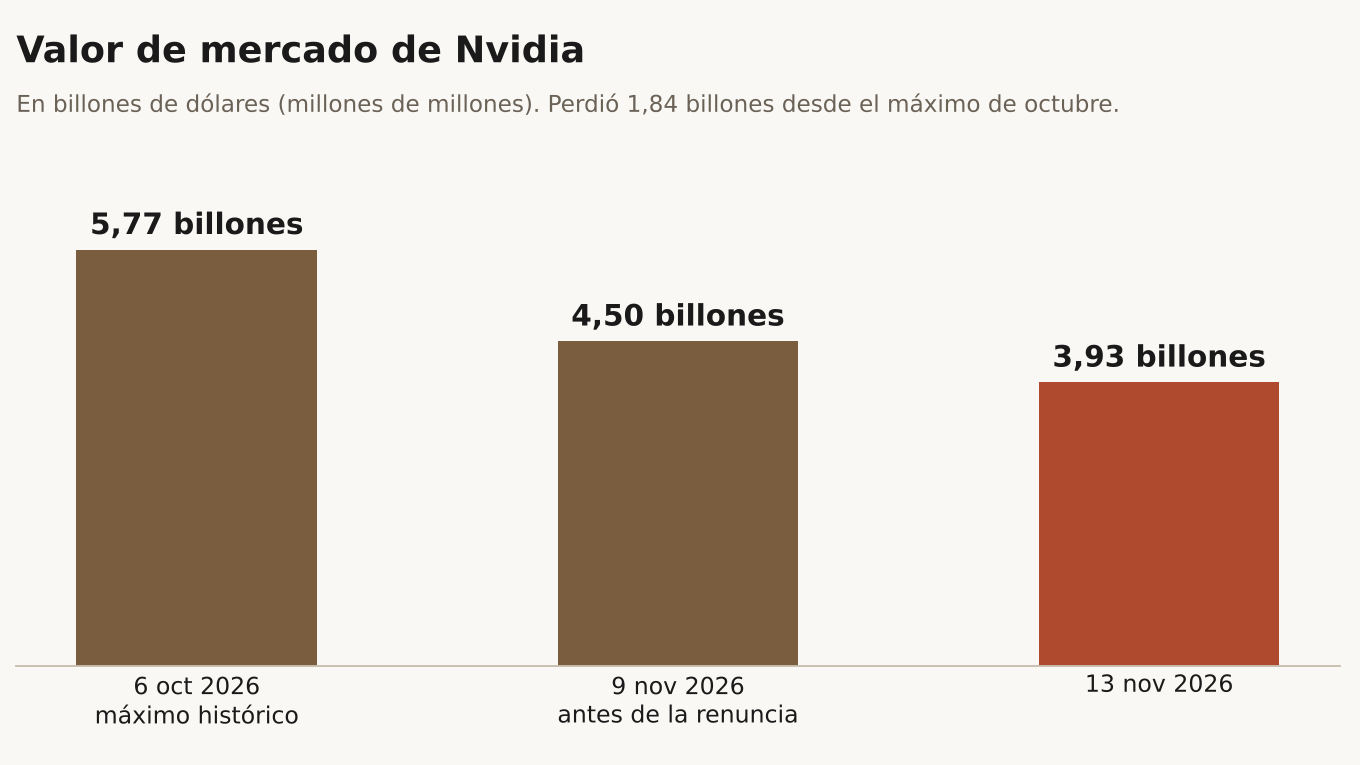 Valor de mercado de Nvidia
En billones de dólares (millones de millones). Perdió 1,84 billones desde el máximo de octubre.
5,77 billones
4,50 billones
3,93 billones
6 oct 2026
máximo histórico
9 nov 2026
antes de la renuncia
13 nov 2026